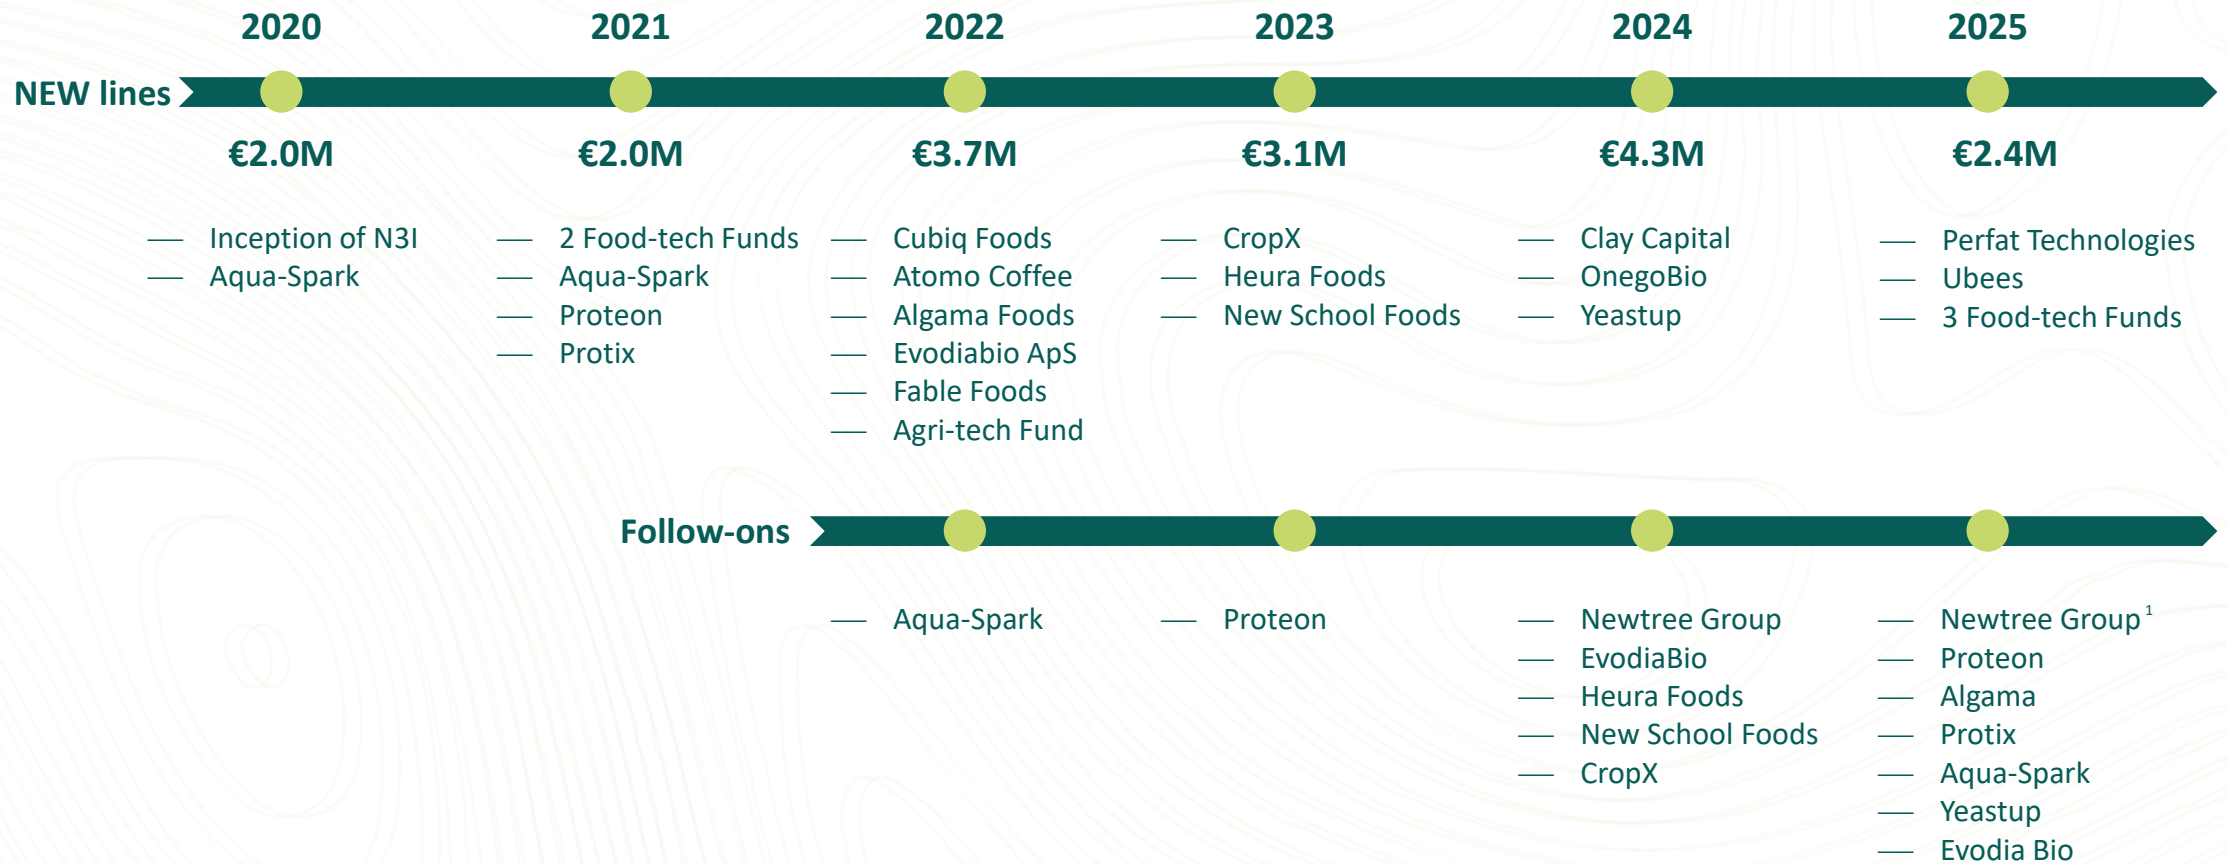 2020 2021 2022 2023 2024 2025
NEW lines
€2.0M €2.0M €3.7M €3.1M €4.3M €2.4M
— Inception of N3I
— Aqua-Spark
— 2 Food-tech Funds
— Aqua-Spark
— Proteon
— Protix
— Cubiq Foods
— Atomo Coffee
— Algama Foods
— Evodiabio ApS
— Fable Foods
— Agri-tech Fund
— CropX
— Heura Foods
— New School Foods
— Clay Capital
— OnegoBio
— Yeastup
— Perfat Technologies
— Ubees
— 3 Food-tech Funds
Follow-ons
— Aqua-Spark
— Proteon
— Newtree Group
— EvodiaBio
— Heura Foods
— New School Foods
— CropX
— Newtree Group 1
— Proteon
— Algama
— Protix
— Aqua-Spark
— Yeastup
— Evodia Bio